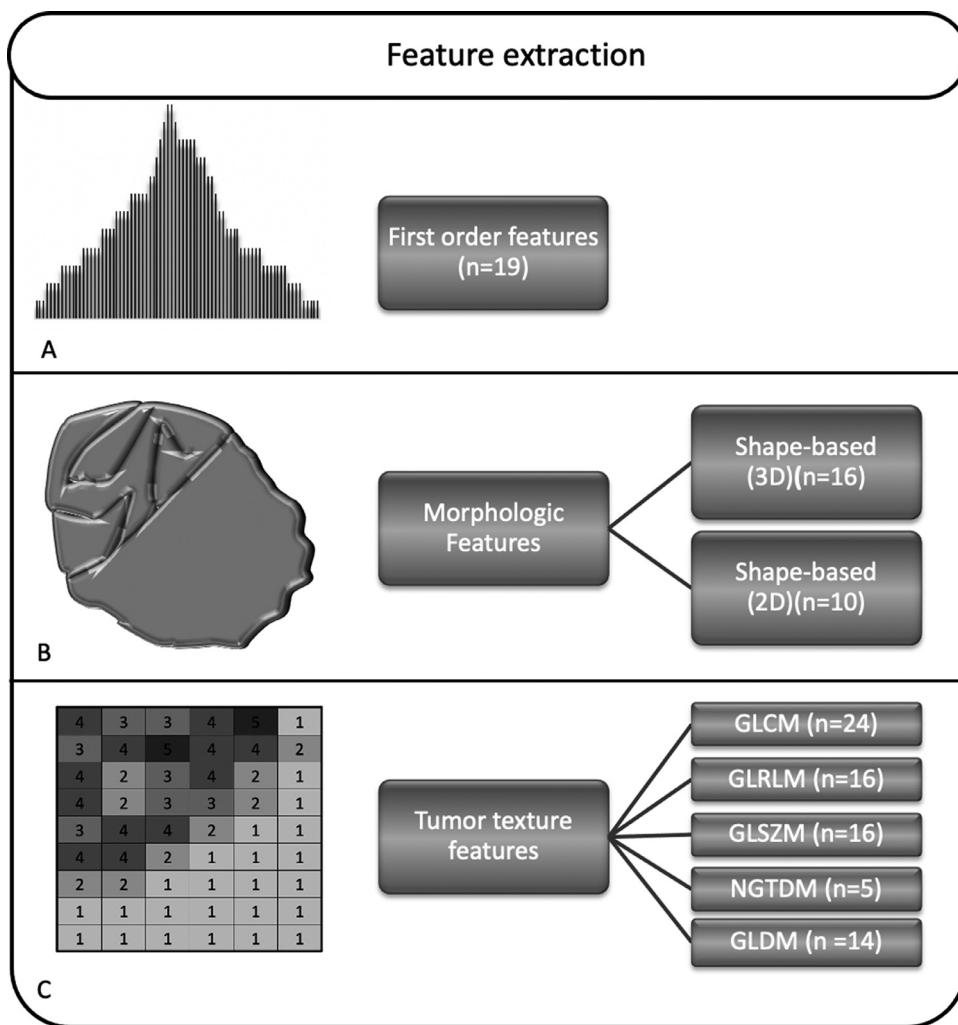 Feature extraction
First order features
(n=19)
A
Morphologic
Features
Shape-based
(3D)(n=16)
Shape-based
(2D)(n=10)
B
4 3 3 4 5 1
3 4 5 4 4 2
4 2 3 4 2 1
4 2 3 3 2 1
3 4 4 2 1 1
4 4 2 1 1 1
2 2 1 1 1 1
1 1 1 1 1 1
1 1 1 1 1 1
Tumor texture
features
GLCM (n=24)
GLRLM (n=16)
GLSZM (n=16)
NGTDM (n=5)
GLDM (n =14)
C